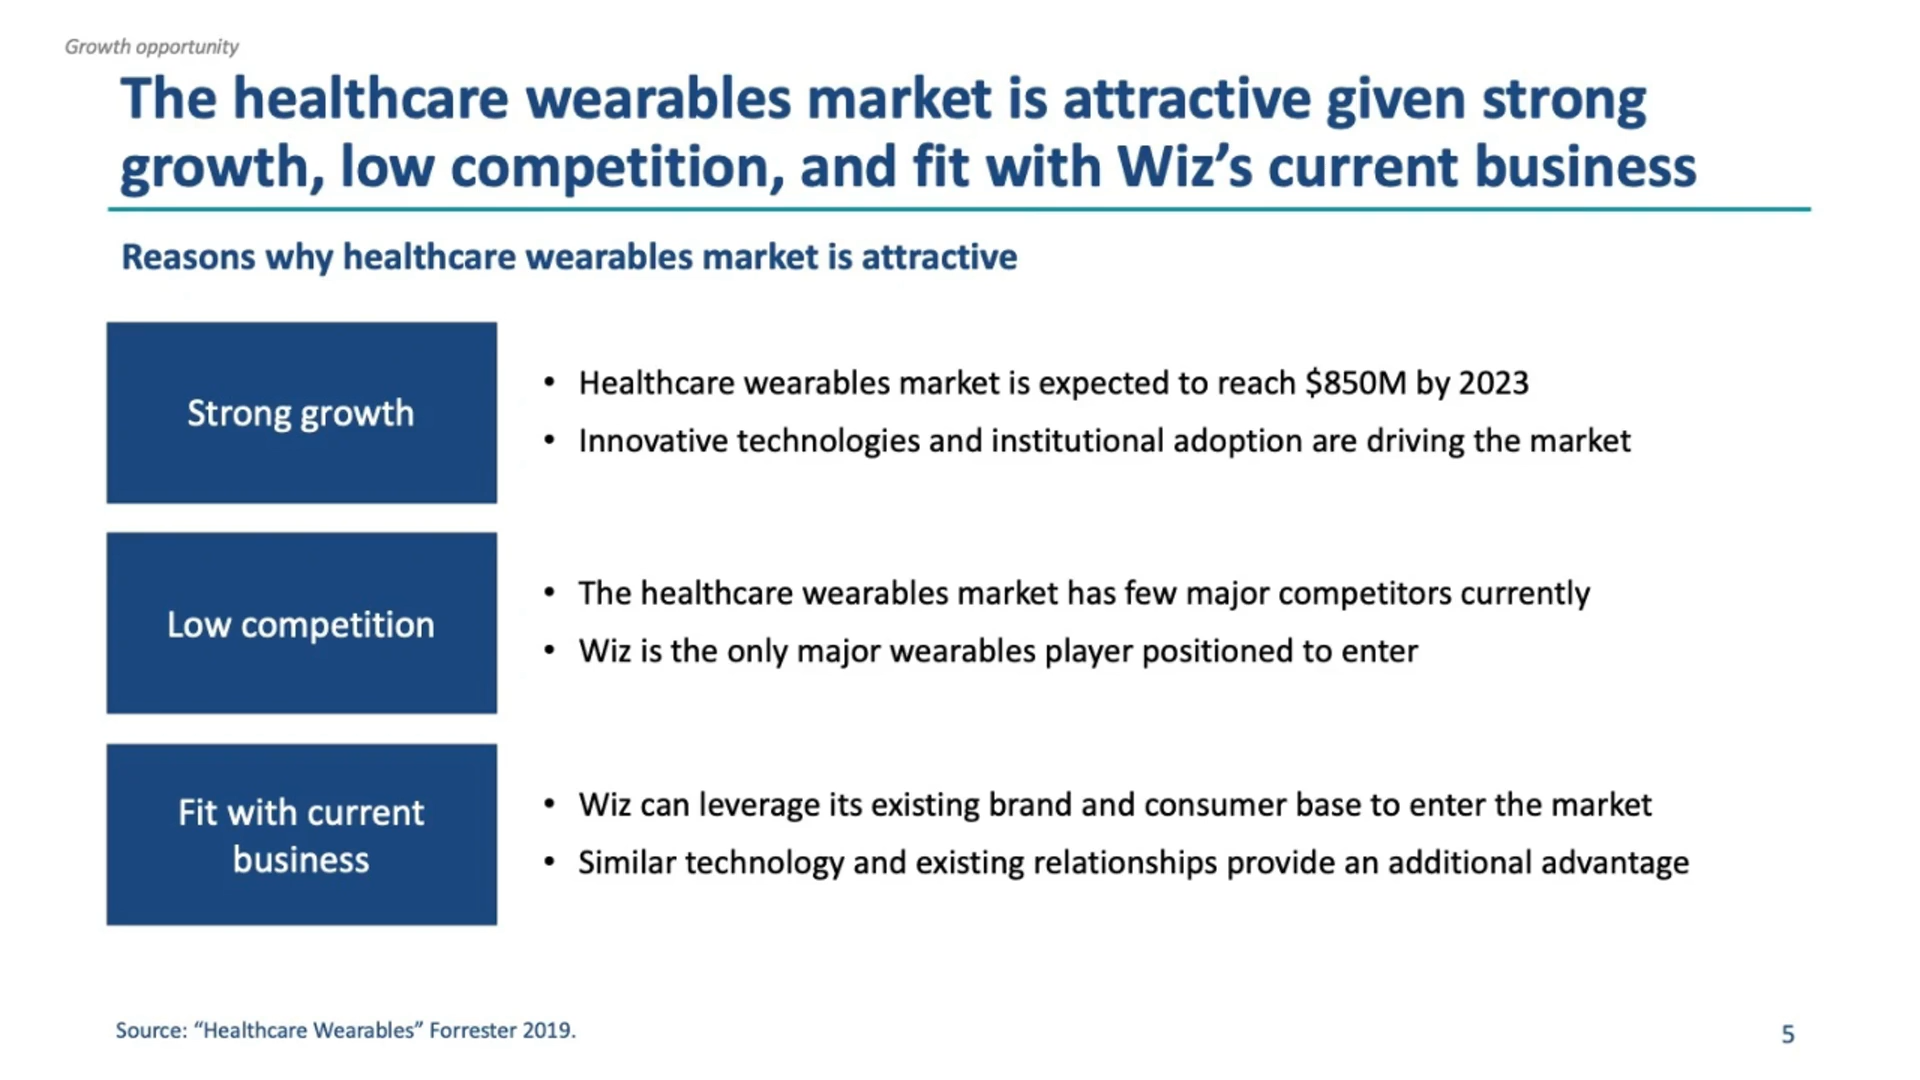 Growth opportunity
The healthcare wearables market is attractive given strong
growth, low competition, and fit with Wiz’s current business
Reasons why healthcare wearables market is attractive
Strong growth
• Healthcare wearables market is expected to reach $850M by 2023
• Innovative technologies and institutional adoption are driving the market
Low competition
• The healthcare wearables market has few major competitors currently
• Wiz is the only major wearables player positioned to enter
Fit with current
business
• Wiz can leverage its existing brand and consumer base to enter the market
• Similar technology and existing relationships provide an additional advantage
Source: “Healthcare Wearables” Forrester 2019.
5